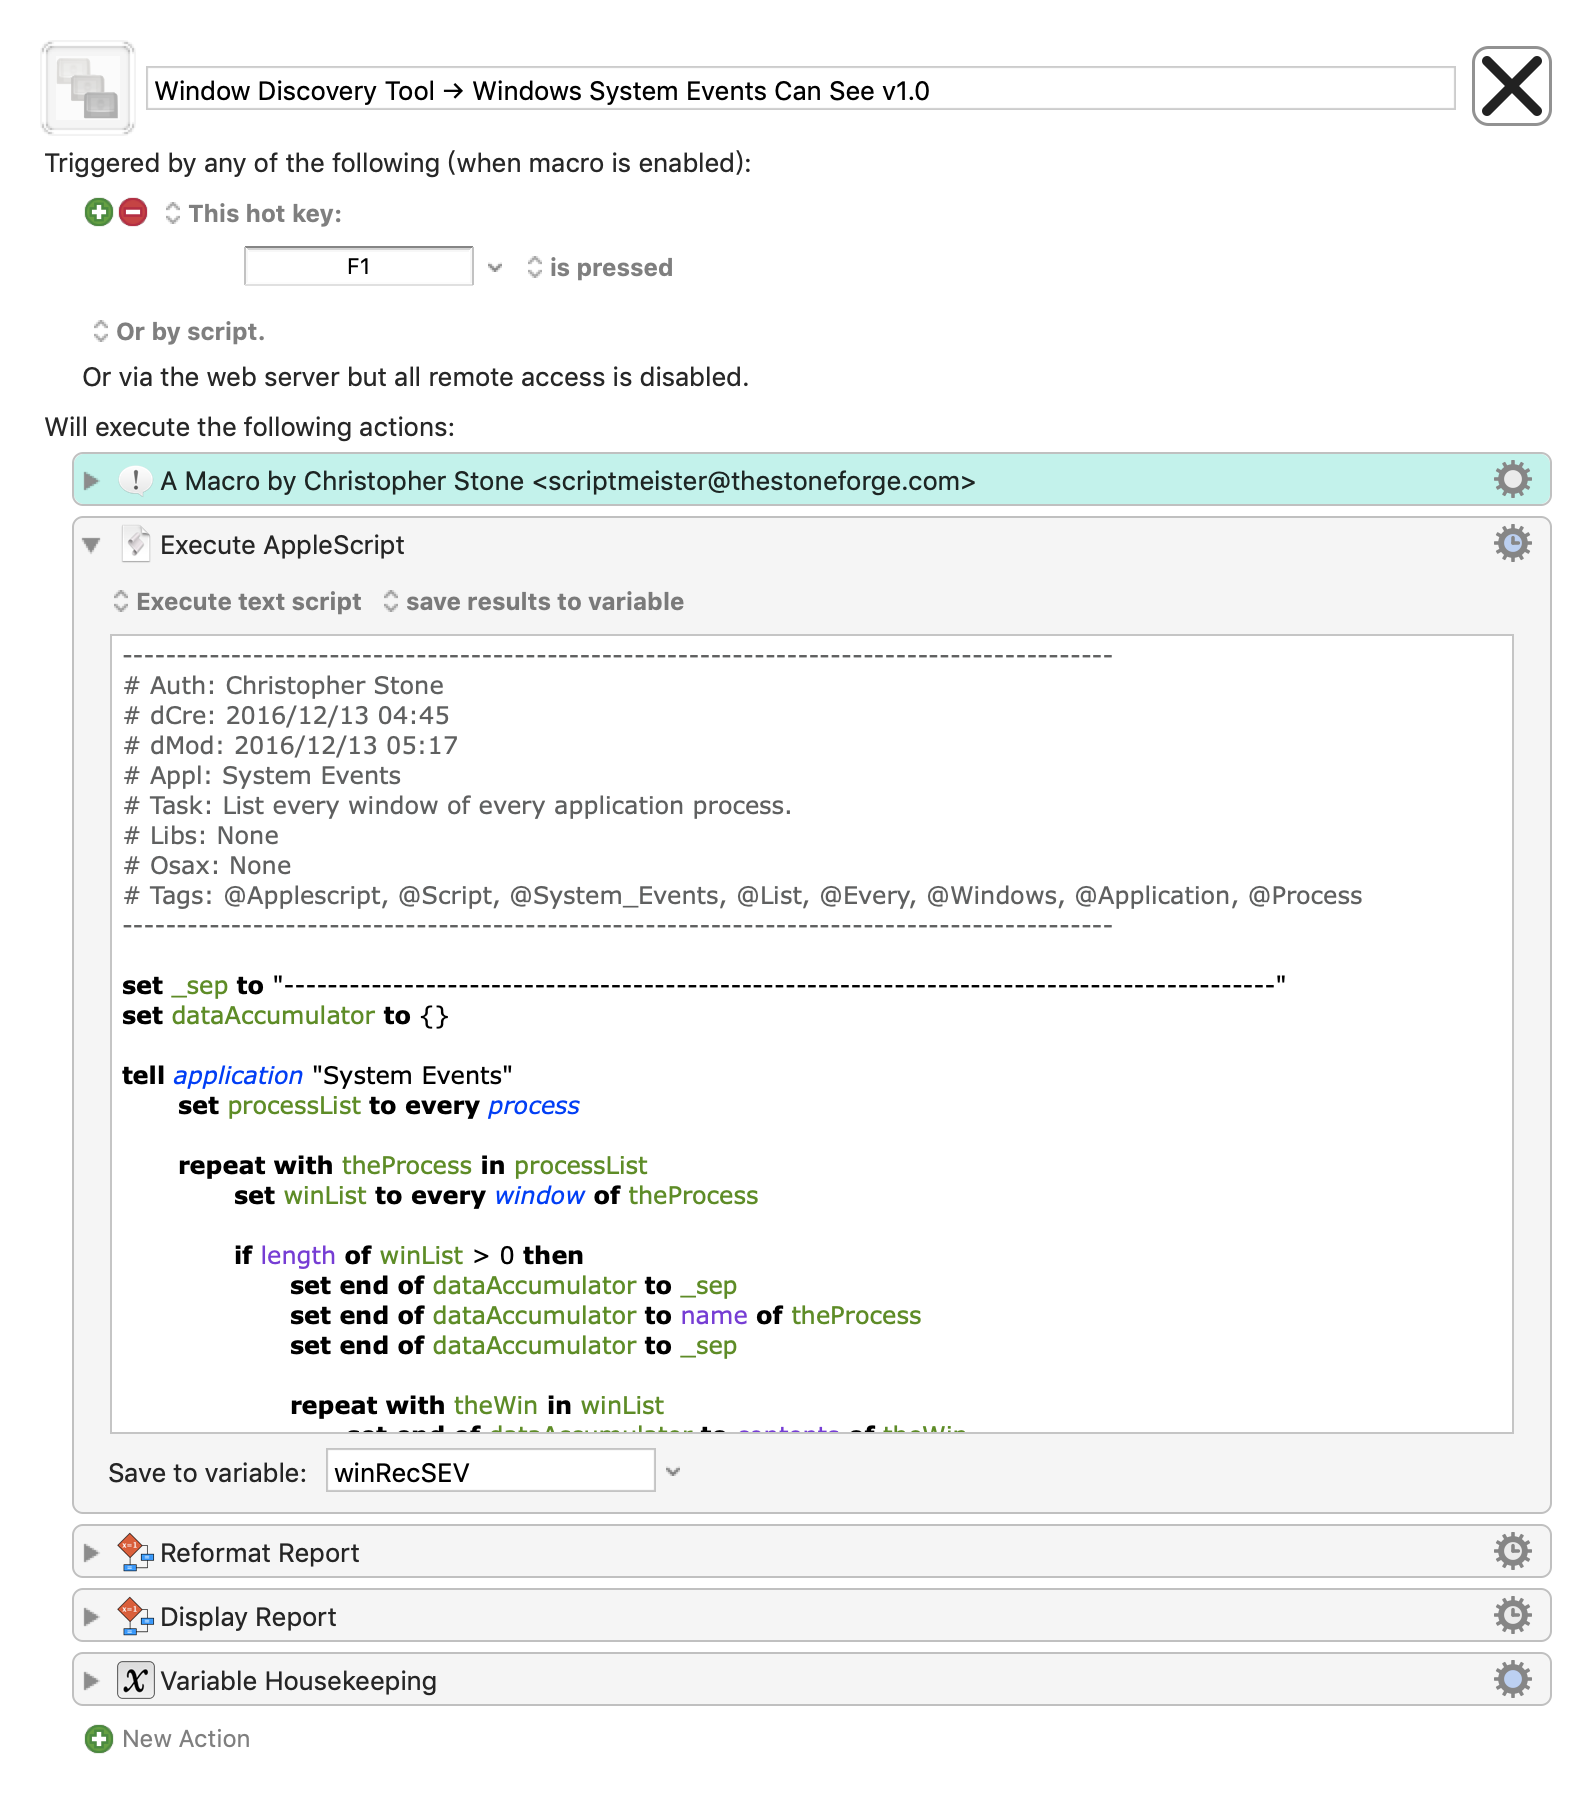 Window Discovery Tool → Windows System Events Can See v1.0
Triggered by any of the following (when macro is enabled):
This hot key:
F1 is pressed
Or by script.
Or via the web server but all remote access is disabled.
Will execute the following actions:
A Macro by Christopher Stone <scriptmeister@thestoneforge.com>
Execute AppleScript
Execute text script save results to variable
------------------------------------------------------------------------------------------
# Auth: Christopher Stone
# dCre: 2016/12/13 04:45
# dMod: 2016/12/13 05:17
# Appl: System Events
# Task: List every window of every application process.
# Libs: None
# Osax: None
# Tags: @Applescript, @Script, @System_Events, @List, @Every, @Windows, @Application, @Process
------------------------------------------------------------------------------------------
set _sep to "------------------------------------------------------------------------------------------"
set dataAccumulator to {}
tell application "System Events"
set processList to every process
repeat with theProcess in processList
set winList to every window of theProcess
if length of winList > 0 then
set end of dataAccumulator to _sep
set end of dataAccumulator to name of theProcess
set end of dataAccumulator to _sep
repeat with theWin in winList
set end of dataAccumulator to contents of theWin
Save to variable: winRecSEV
Reformat Report
Display Report
Variable Housekeeping
New Action